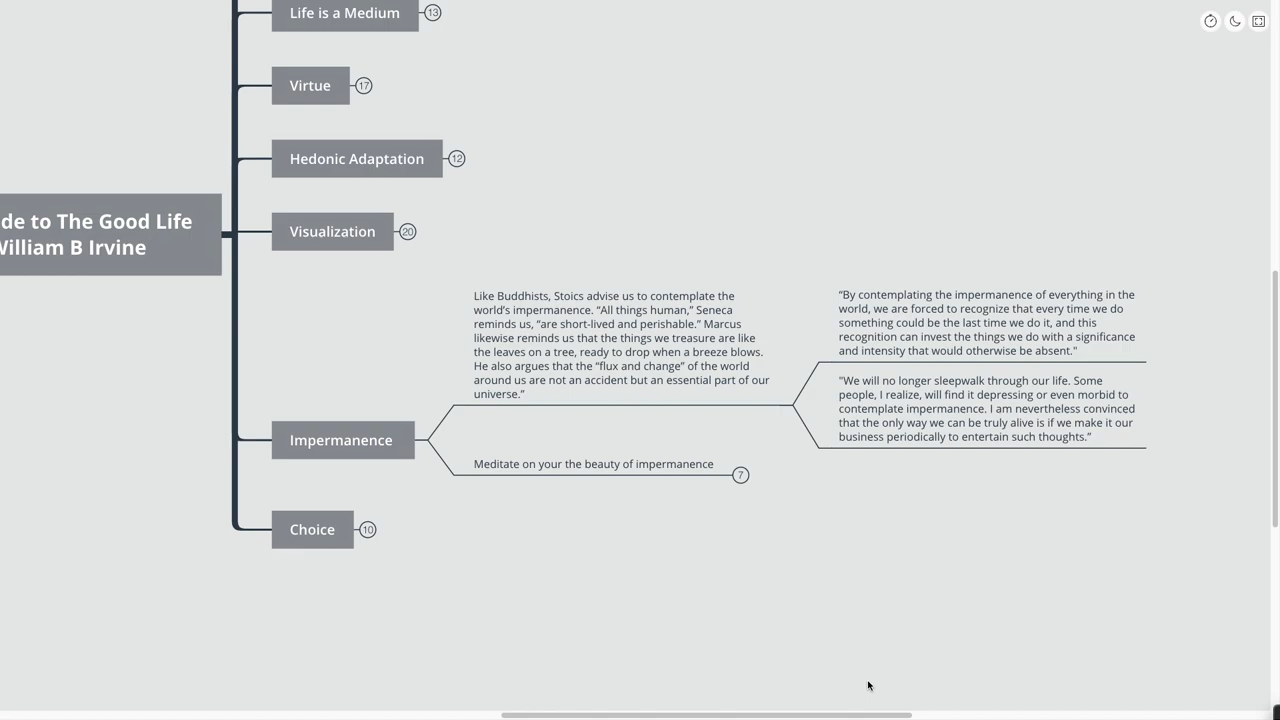 Life is a Medium
13
Virtue
17
Hedonic Adaptation
12
de to The Good Life
William B Irvine
Visualization
20
Like Buddhists, Stoics advise us to contemplate the
world’s impermanence. “All things human,” Seneca
reminds us, “are short-lived and perishable.” Marcus
likewise reminds us that the things we treasure are like
the leaves on a tree, ready to drop when a breeze blows.
He also argues that the “flux and change” of the world
around us are not an accident but an essential part of our
universe.”
“By contemplating the impermanence of everything in the
world, we are forced to recognize that every time we do
something could be the last time we do it, and this
recognition can invest the things we do with a significance
and intensity that would otherwise be absent."
"We will no longer sleepwalk through our life. Some
people, I realize, will find it depressing or even morbid to
contemplate impermanence. I am nevertheless convinced
that the only way we can be truly alive is if we make it our
business periodically to entertain such thoughts.”
Impermanence
Meditate on your the beauty of impermanence
7
Choice
10